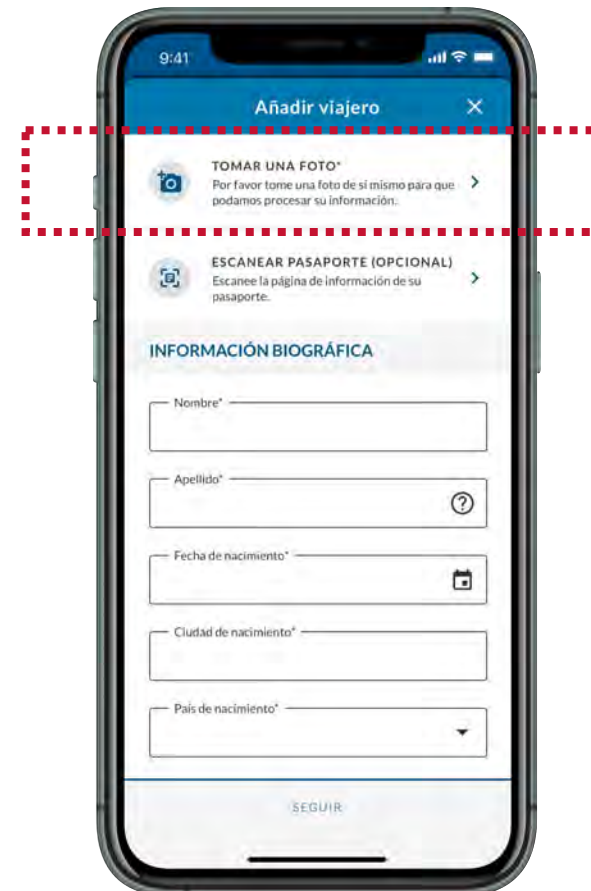 9:41
Añadir viajero
TOMAR UNA FOTO*
Por favor tome una foto de sí mismo para que
podamos procesar su información.
ESCANEAR PASAPORTE (OPCIONAL)
Escanee la página de información de su
pasaporte.
INFORMACIÓN BIOGRÁFICA
Nombre*
Apellido*
Fecha de nacimiento*
Ciudad de nacimiento*
País de nacimiento*
SEGUIR